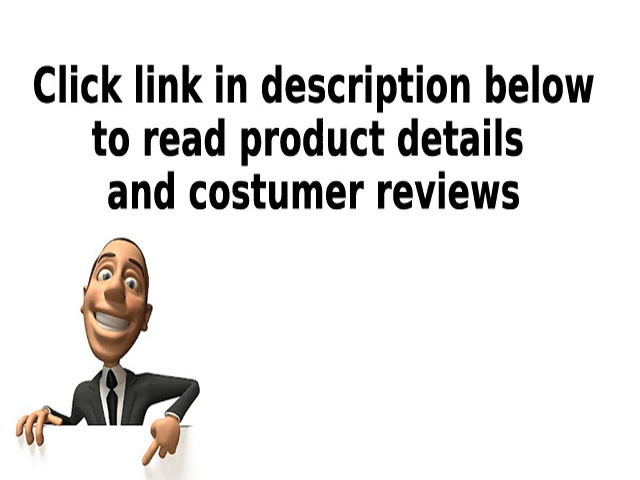 Click link in description below
to read product details
and costumer reviews